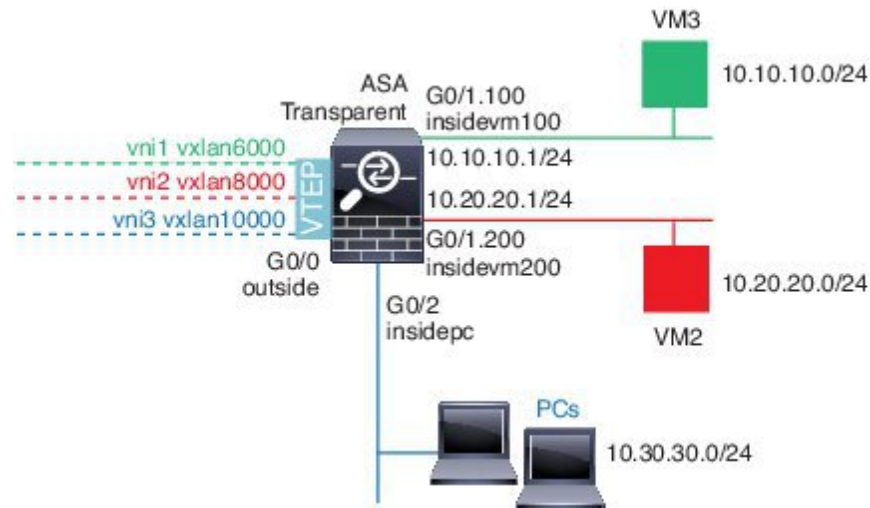 VM3
10.10.10.0/24
ASA
Transparent
G0/1.100
insidevm100
vni1 vxlan6000
vni2 vxlan8000
vni3 vxlan10000
VTEP
10.10.10.1/24
10.20.20.1/24
G0/0
outside
G0/1.200
insidevm200
10.20.20.0/24
VM2
G0/2
insidepc
PCs
10.30.30.0/24